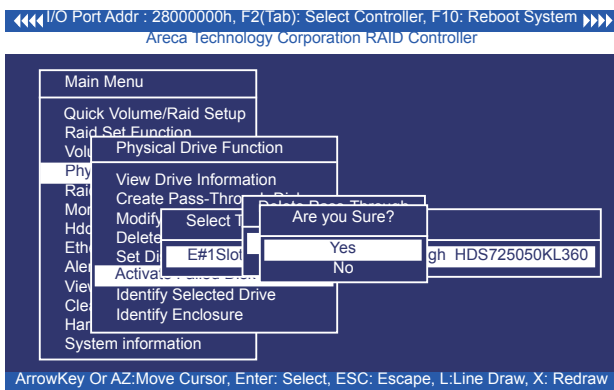 I/O Port Addr : 28000000h, F2(Tab): Select Controller, F10: Reboot System
Areca Technology Corporation RAID Controller
Main Menu
Quick Volume/Raid Setup
Raid Set Function
Physical Drive Function
View Drive Information
Create Pass-Through Disk
Modify
Delete
Set Di
Activate Failed Disk
Identify Selected Drive
Identify Enclosure
System information
Delete Pass-Through
Select T
E#1Slot
gh HDS725050KL360
Are you Sure?
Yes
No
ArrowKey Or AZ:Move Cursor, Enter: Select, ESC: Escape, L:Line Draw, X: Redraw